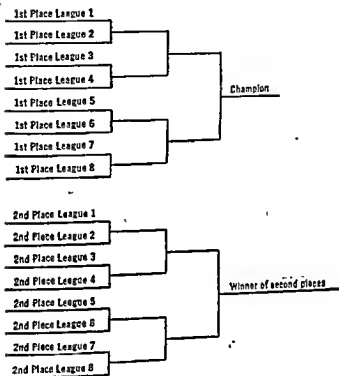 1st Place League 1
1st Place League 2
1st Place League 3
1st Place League 4
Champion
1st Place League 5
1st Place League 6
1st Place League 7
1st Place League 8
2nd Place League 1
2nd Place League 2
2nd Place League 3
2nd Place League 4
Winner of second places
2nd Place League 5
2nd Place League 6
2nd Place League 7
2nd Place League 8